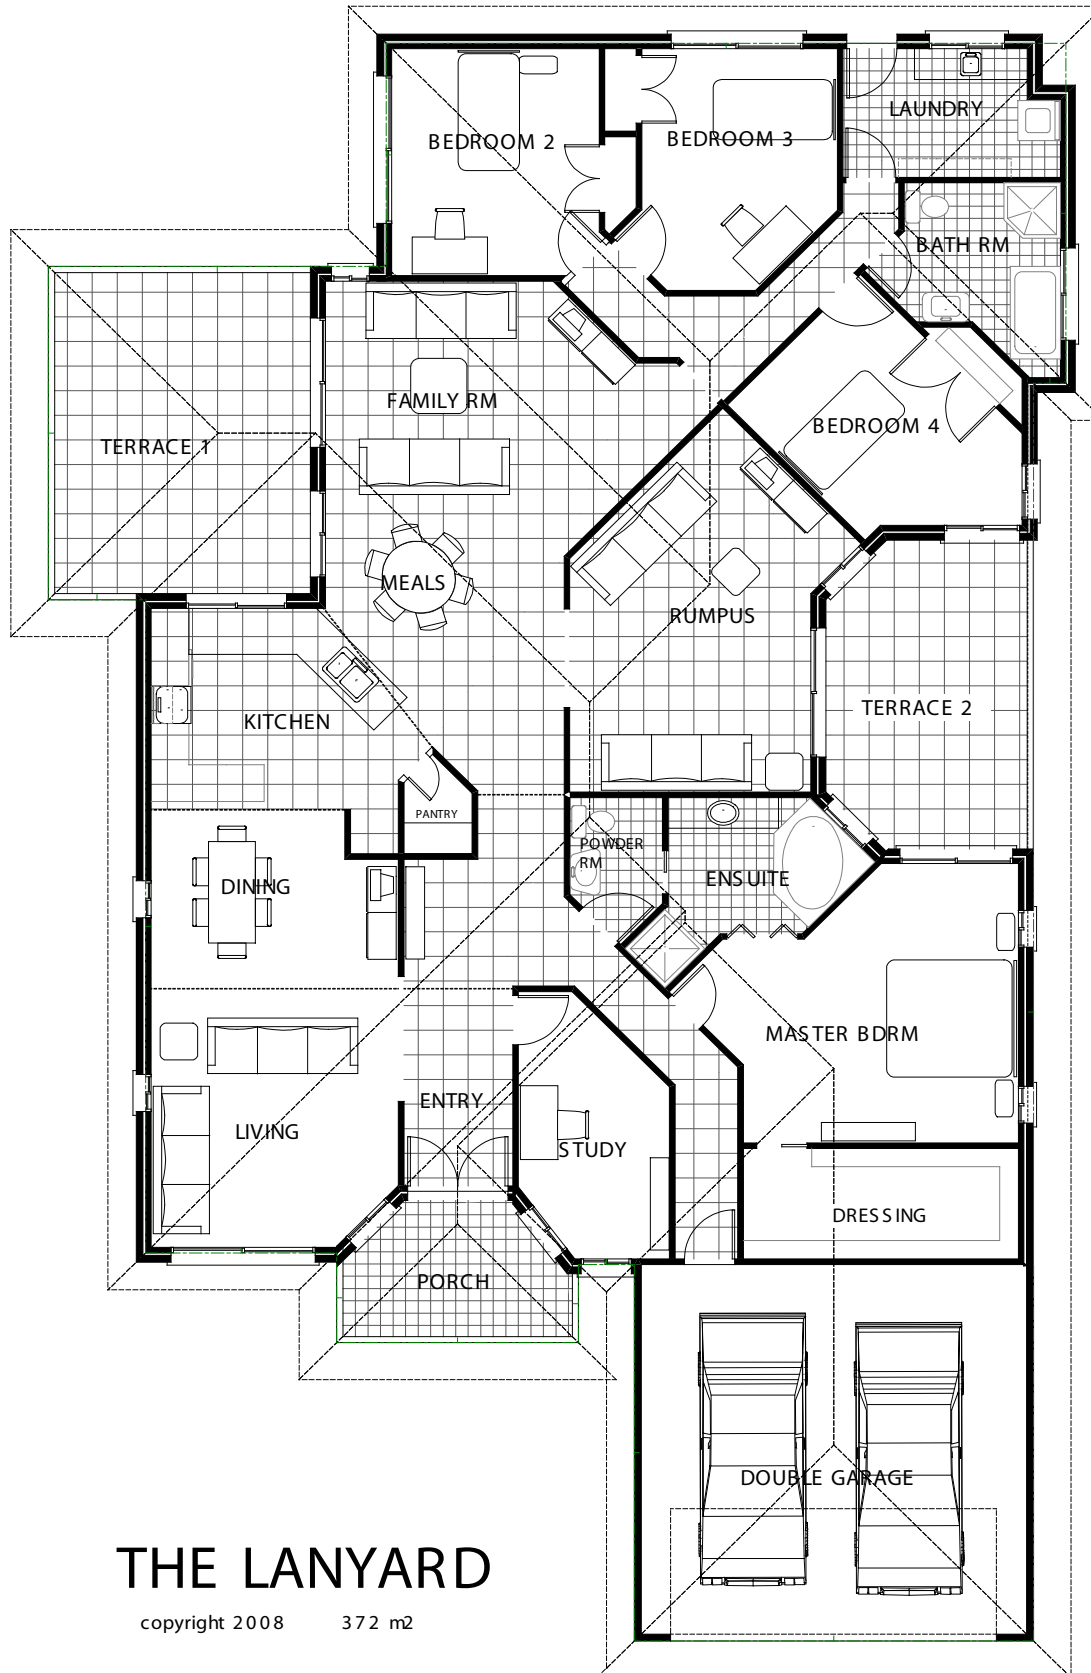 LAUNDRY
BEDROOM 2
BEDROOM 3
BATH RM
FAMILY RM
BEDROOM 4
TERRACE 1
MEALS
RUMPUS
TERRACE 2
KITCHEN
PANTRY
POWDER
RM
ENSUITE
DINING
MASTER BDRM
ENTRY
LIVING
STUDY
DRESSING
PORCH
DOUBLE GARAGE
THE LANYARD
copyright 2008 372 m2